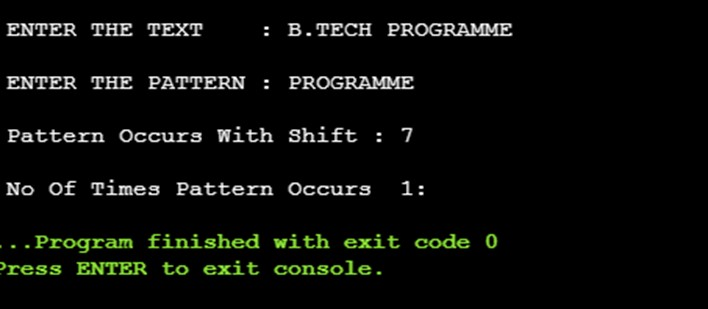 ENTER THE TEXT    : B.TECH PROGRAMME
ENTER THE PATTERN : PROGRAMME
Pattern Occurs With Shift : 7
No Of Times Pattern Occurs  1:
...Program finished with exit code 0
Press ENTER to exit console.